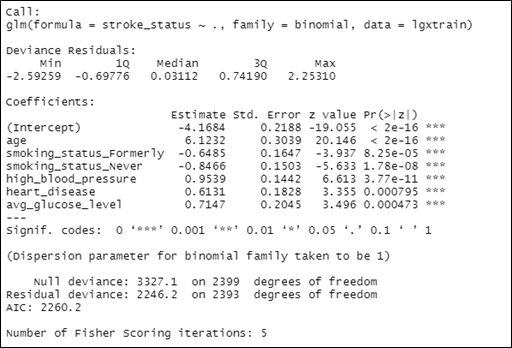 Call:
glm(formula = stroke_status ~ ., family = binomial, data = lgxtrain)
Deviance Residuals:
Min 1Q Median 3Q Max
-2.59259 -0.69776 0.03112 0.74190 2.25310
Coefficients:
Estimate Std. Error z value Pr(>|z|)
(Intercept) -4.1684 0.2188 -19.055 < 2e-16 ***
age 6.1232 0.3039 20.146 < 2e-16 ***
smoking_status_Formerly -0.6485 0.1647 -3.937 8.25e-05 ***
smoking_status_Never -0.8466 0.1503 -5.633 1.78e-08 ***
high_blood_pressure 0.9539 0.1442 6.613 3.77e-11 ***
heart_disease 0.6131 0.1828 3.355 0.000795 ***
avg_glucose_level 0.7147 0.2045 3.496 0.000473 ***
---
Signif. codes: 0 ‘***’ 0.001 ‘**’ 0.01 ‘*’ 0.05 ‘.’ 0.1 ‘ ’ 1
(Dispersion parameter for binomial family taken to be 1)
Null deviance: 3327.1 on 2399 degrees of freedom
Residual deviance: 2246.2 on 2393 degrees of freedom
AIC: 2260.2
Number of Fisher Scoring iterations: 5